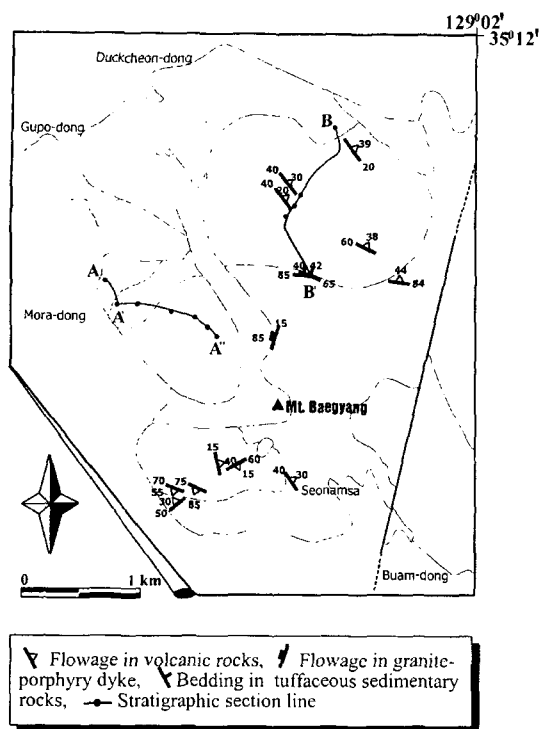 129°02'
35°12'
Duckcheon-dong
Gupo-dong
B
39
20
40
30
40
20
60
38
40
42
85
65
B'
44
84
A
A'
Mora-dong
A"
15
85
Mt. Baegyang
15
40
60
15
70
75
55
30
85
50
40
30
Seonamsa
Buam-dong
0
1 km
Flowage in volcanic rocks, Flowage in granite-
porphyry dyke, Bedding in tuffaceous sedimentary
rocks, Stratigraphic section line